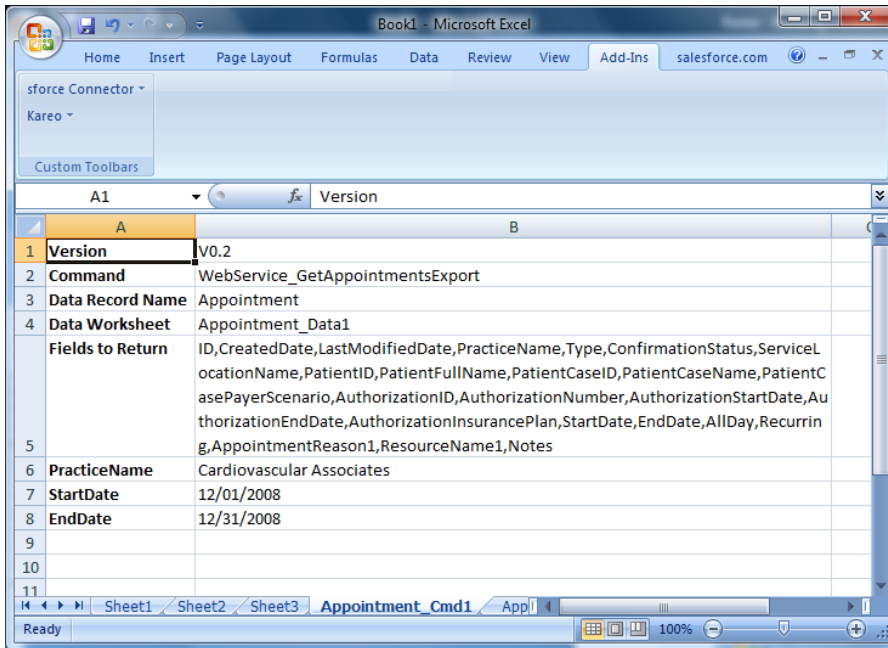 Book1 - Microsoft Excel
Home Insert Page Layout Formulas Data Review View Add-Ins salesforce.com
sforce Connector
Kareo
Custom Toolbars
A1 fx Version
A B
1 Version V0.2
2 Command WebService_GetAppointmentsExport
3 Data Record Name Appointment
4 Data Worksheet Appointment_Data1
Fields to Return ID,CreatedDate,LastModifiedDate,PracticeName,Type,ConfirmationStatus,ServiceL
ocationName,PatientID,PatientFullName,PatientCaseID,PatientCaseName,PatientC
asePayerScenario,AuthorizationID,AuthorizationNumber,AuthorizationStartDate,Au
thorizationEndDate,AuthorizationInsurancePlan,StartDate,EndDate,AllDay,Recurrin
5 g,AppointmentReason1,ResourceName1,Notes
6 PracticeName Cardiovascular Associates
7 StartDate 12/01/2008
8 EndDate 12/31/2008
9
10
11
Sheet1 Sheet2 Sheet3 Appointment_Cmd1 App
Ready 100%